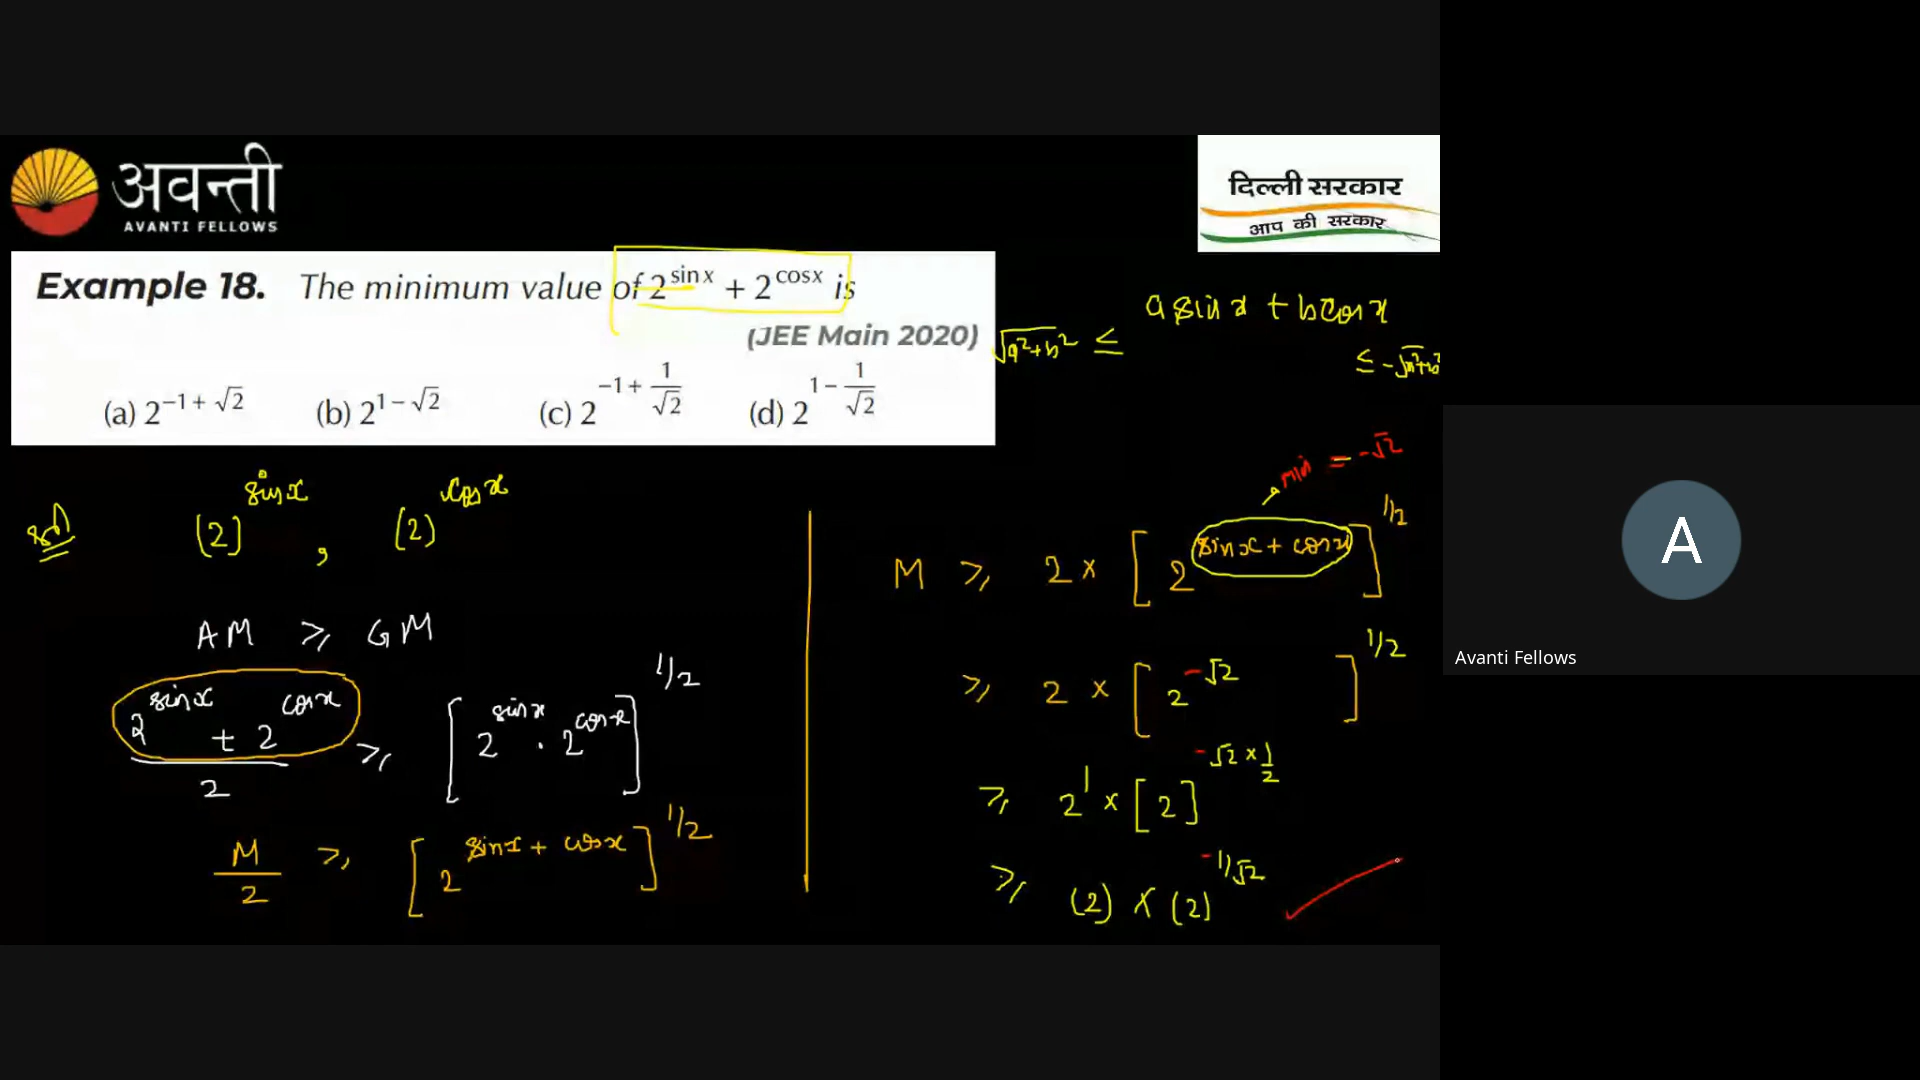 अवन्ती
AVANTI FELLOWS
दिल्ली सरकार
आप की सरकार
Example 18. The minimum value of 2^{sin x} + 2^{cos x} is
(JEE Main 2020)
(a) 2^{-1 + √2} (b) 2^{1 - √2} (c) 2^{-1 + 1/√2} (d) 2^{1 - 1/√2}
a sin x + b cos x
√(a²+b²) ≤
≤ -√(a²+b²
min = -√2
(2)^{sin x} , (2)^{cos x}
AM ⩾ GM
(2^{sin x} + 2^{cos x})/2 ⩾ [2^{sin x} · 2^{cos x}]^{1/2}
M/2 ⩾ [2^{sin x + cos x}]^{1/2}
M ⩾ 2 × [2^{sin x + cos x}]^{1/2}
⩾ 2 × [2^{-√2}]^{1/2}
⩾ 2^1 × [2]^{-√2 × 1/2}
⩾ (2) × (2)^{-1/√2}
A
Avanti Fellows